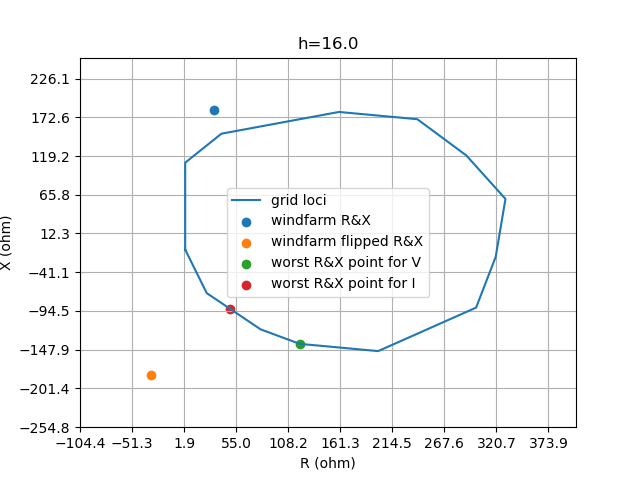 h=16.0
226.1
172.6
119.2
65.8
12.3
−41.1
−94.5
−147.9
−201.4
−254.8
X (ohm)
grid loci
windfarm R&X
windfarm flipped R&X
worst R&X point for V
worst R&X point for I
−104.4 −51.3 1.9 55.0 108.2 161.3 214.5 267.6 320.7 373.9
R (ohm)